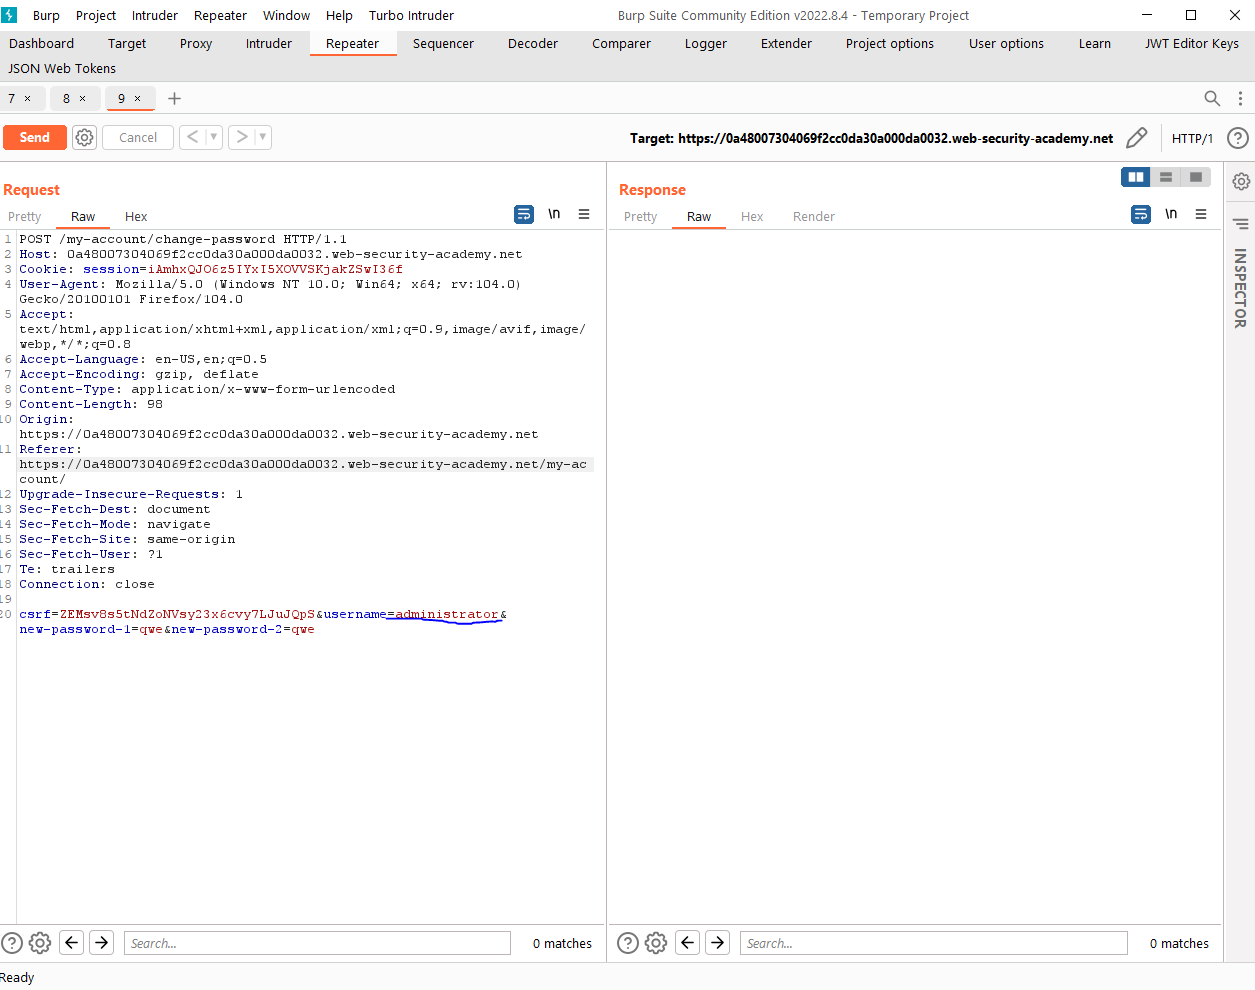 Burp Project Intruder Repeater Window Help Turbo Intruder Burp Suite Community Edition v2022.8.4 - Temporary Project
Dashboard Target Proxy Intruder Repeater Sequencer Decoder Comparer Logger Extender Project options User options Learn JWT Editor Keys
JSON Web Tokens
7 × 8 × 9 × +
Send Cancel < > Target: https://0a48007304069f2cc0da30a000da0032.web-security-academy.net HTTP/1 ?
Request
Pretty Raw Hex \n
1 POST /my-account/change-password HTTP/1.1
2 Host: 0a48007304069f2cc0da30a000da0032.web-security-academy.net
3 Cookie: session=iAmhxQJO6z5IYxI5XOVVSKjakZSwI36f
4 User-Agent: Mozilla/5.0 (Windows NT 10.0; Win64; x64; rv:104.0)
Gecko/20100101 Firefox/104.0
5 Accept:
text/html,application/xhtml+xml,application/xml;q=0.9,image/avif,image/
webp,*/*;q=0.8
6 Accept-Language: en-US,en;q=0.5
7 Accept-Encoding: gzip, deflate
8 Content-Type: application/x-www-form-urlencoded
9 Content-Length: 98
10 Origin:
https://0a48007304069f2cc0da30a000da0032.web-security-academy.net
11 Referer:
https://0a48007304069f2cc0da30a000da0032.web-security-academy.net/my-ac
count/
12 Upgrade-Insecure-Requests: 1
13 Sec-Fetch-Dest: document
14 Sec-Fetch-Mode: navigate
15 Sec-Fetch-Site: same-origin
16 Sec-Fetch-User: ?1
17 Te: trailers
18 Connection: close
19
20 csrf=ZEMsv8s5tNdZoNVsy23x6cvy7LJuJQpS&username=administrator&
new-password-1=qwe&new-password-2=qwe
? Search... 0 matches
Response
Pretty Raw Hex Render \n
? Search... 0 matches
INSPECTOR
Ready